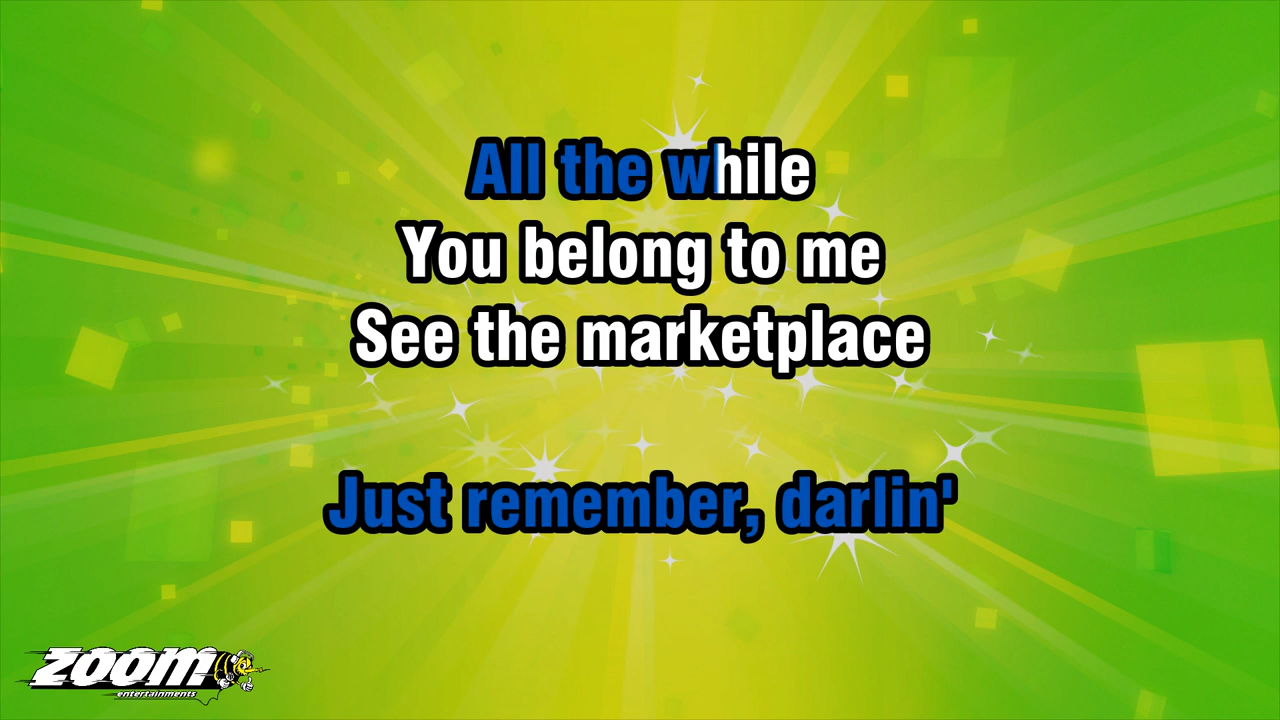 All the while
You belong to me
See the marketplace
Just remember, darlin'
zoom
entertainments